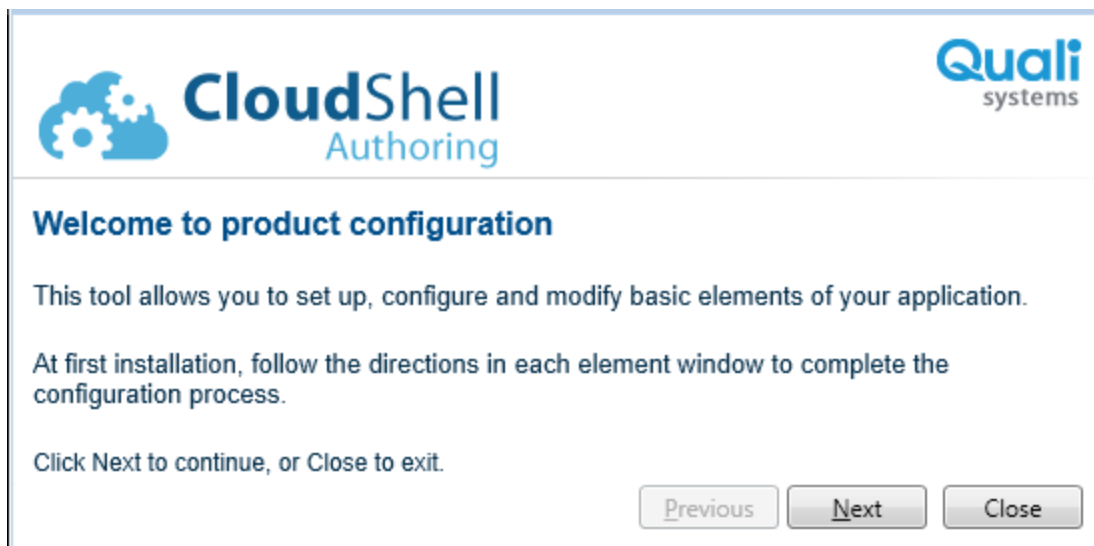 CloudShell
Authoring
Quali
systems
Welcome to product configuration
This tool allows you to set up, configure and modify basic elements of your application.
At first installation, follow the directions in each element window to complete the
configuration process.
Click Next to continue, or Close to exit.
Previous Next Close